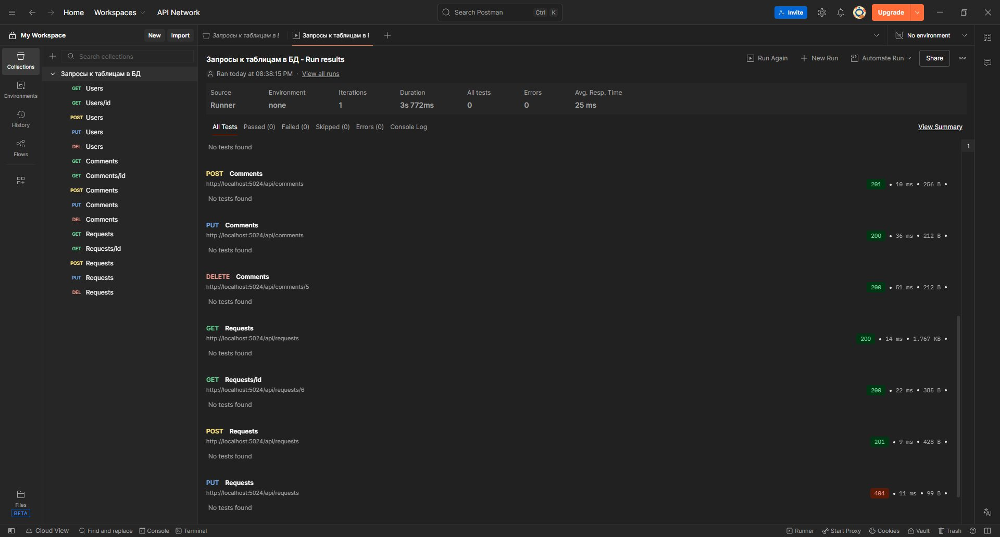 Home Workspaces API Network Search Postman Ctrl K Invite Upgrade
My Workspace New Import Запросы к таблицам в Б Запросы к таблицам в Б No environment
Search collections
Collections
Environments
History
Flows
Files
BETA
Запросы к таблицам в БД
GET Users
GET Users/id
POST Users
PUT Users
DEL Users
GET Comments
GET Comments/id
POST Comments
PUT Comments
DEL Comments
GET Requests
GET Requests/id
POST Requests
PUT Requests
DEL Requests
Запросы к таблицам в БД - Run results Run Again New Run Automate Run Share
Ran today at 08:38:15 PM · View all runs
Source Environment Iterations Duration All tests Errors Avg. Resp. Time
Runner none 1 3s 772ms 0 0 25 ms
All Tests Passed (0) Failed (0) Skipped (0) Errors (0) Console Log View Summary
No tests found
1
POST Comments
http://localhost:5024/api/comments 201 • 10 ms • 256 B •
No tests found
PUT Comments
http://localhost:5024/api/comments 200 • 36 ms • 212 B •
No tests found
DELETE Comments
http://localhost:5024/api/comments/5 200 • 51 ms • 212 B •
No tests found
GET Requests
http://localhost:5024/api/requests 200 • 14 ms • 1.767 KB •
No tests found
GET Requests/id
http://localhost:5024/api/requests/6 200 • 22 ms • 385 B •
No tests found
POST Requests
http://localhost:5024/api/requests 201 • 9 ms • 428 B •
No tests found
PUT Requests
http://localhost:5024/api/requests 404 • 11 ms • 99 B •
No tests found
AI
Cloud View Find and replace Console Terminal Runner Start Proxy Cookies Vault Trash